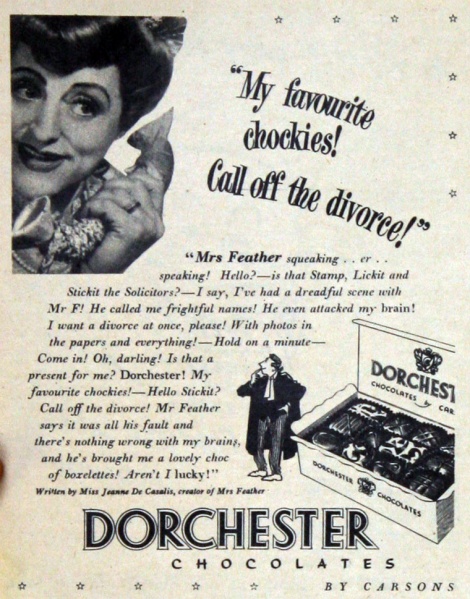 “My favourite
chockies!
Call off the divorce!”
“Mrs Feather squeaking . . er . .
speaking! Hello?—is that Stamp, Lickit and
Stickit the Solicitors?—I say, I've had a dreadful scene with
Mr F! He called me frightful names! He even attacked my brain!
I want a divorce at once, please! With photos in
the papers and everything!—Hold on a minute—
Come in! Oh, darling! Is that a
present for me? Dorchester! My
favourite chockies!—Hello Stickit?
Call off the divorce! Mr Feather
says it was all his fault and
there's nothing wrong with my brains,
and he's brought me a lovely choc
of boxelettes! Aren't I lucky!”
Written by Miss Jeanne De Casalis, creator of Mrs Feather
DORCHEST
CHOCOLATES by CAR
DORCHESTER CHOCOLATES
DORCHESTER
CHOCOLATES
BY CARSONS